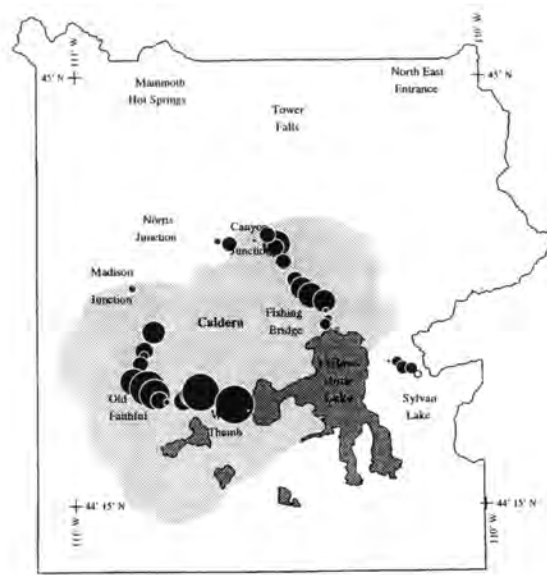 110° W
111° W
45° N
45° N
Mammoth
Hot Springs
North East
Entrance
Tower
Falls
Norris
Junction
Canyon
Junction
Madison
Junction
Caldera
Fishing
Bridge
Lake
Old
Faithful
Thumb
Sylvan
Lake
44° 15' N
44° 15' N
111° W
110° W